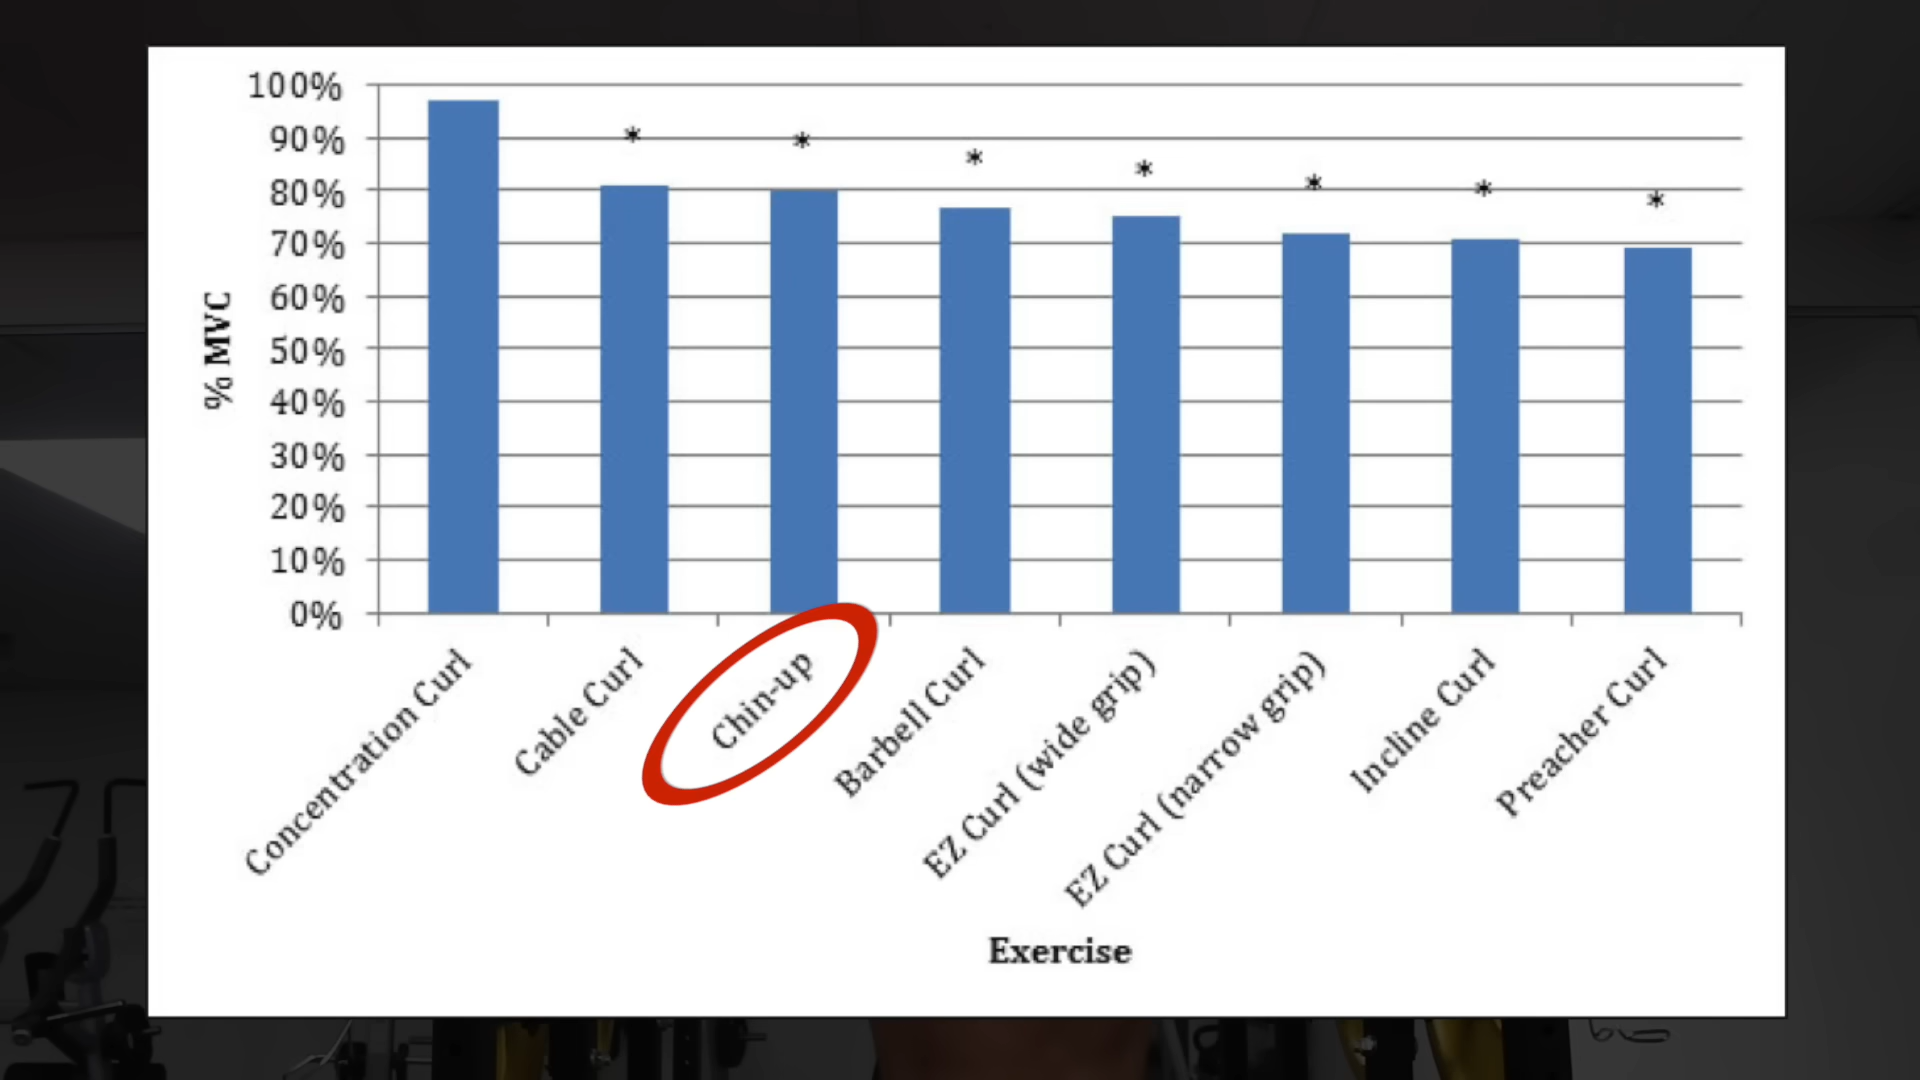 100%
90%
80%
70%
60%
50%
40%
30%
20%
10%
0%
% MVC
*
*
*
*
*
*
*
Concentration Curl
Cable Curl
Chin-up
Barbell Curl
EZ Curl (wide grip)
EZ Curl (narrow grip)
Incline Curl
Preacher Curl
Exercise